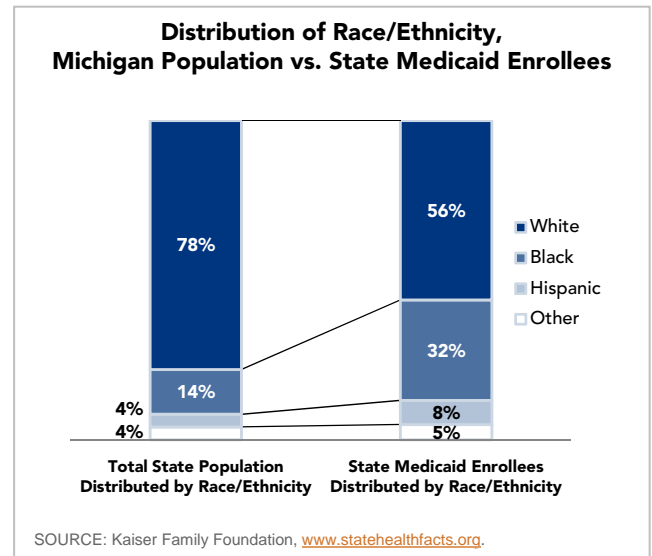 Distribution of Race/Ethnicity,
Michigan Population vs. State Medicaid Enrollees
78%
14%
4%
4%
56%
32%
8%
5%
White
Black
Hispanic
Other
Total State Population
Distributed by Race/Ethnicity
State Medicaid Enrollees
Distributed by Race/Ethnicity
SOURCE: Kaiser Family Foundation, www.statehealthfacts.org.